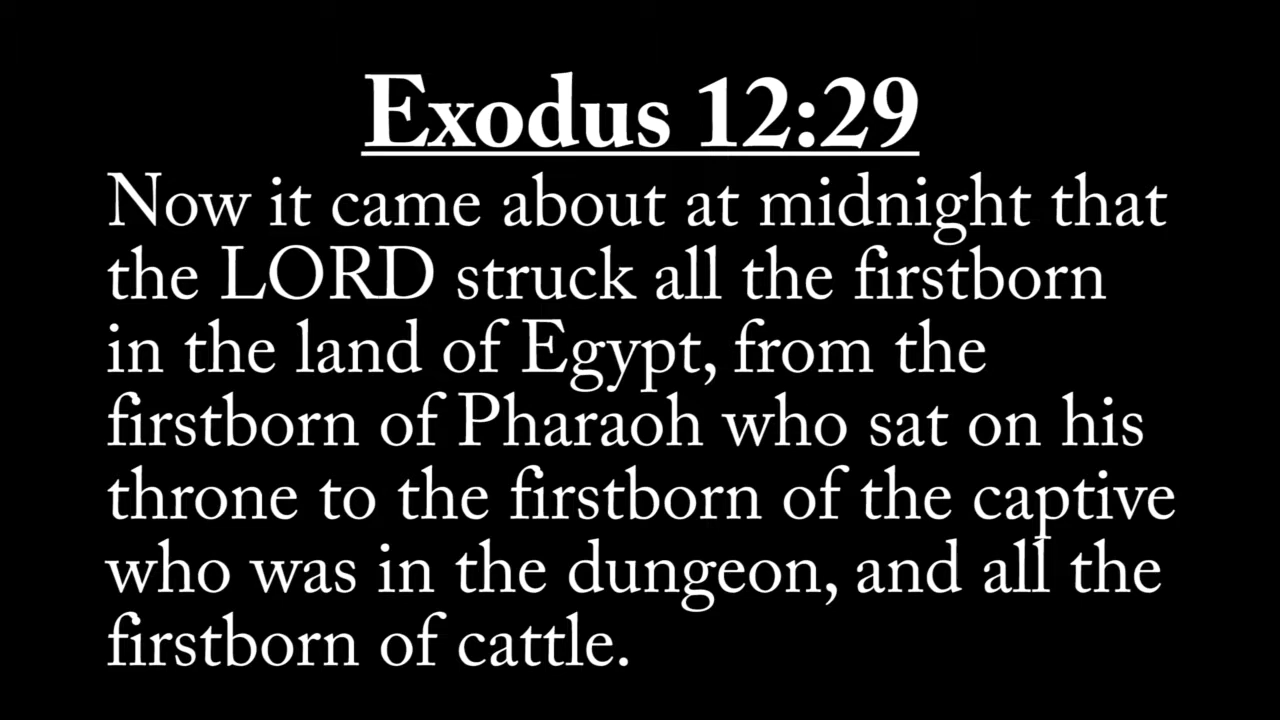 Exodus 12:29
Now it came about at midnight that
the LORD struck all the firstborn
in the land of Egypt, from the
firstborn of Pharaoh who sat on his
throne to the firstborn of the captive
who was in the dungeon, and all the
firstborn of cattle.